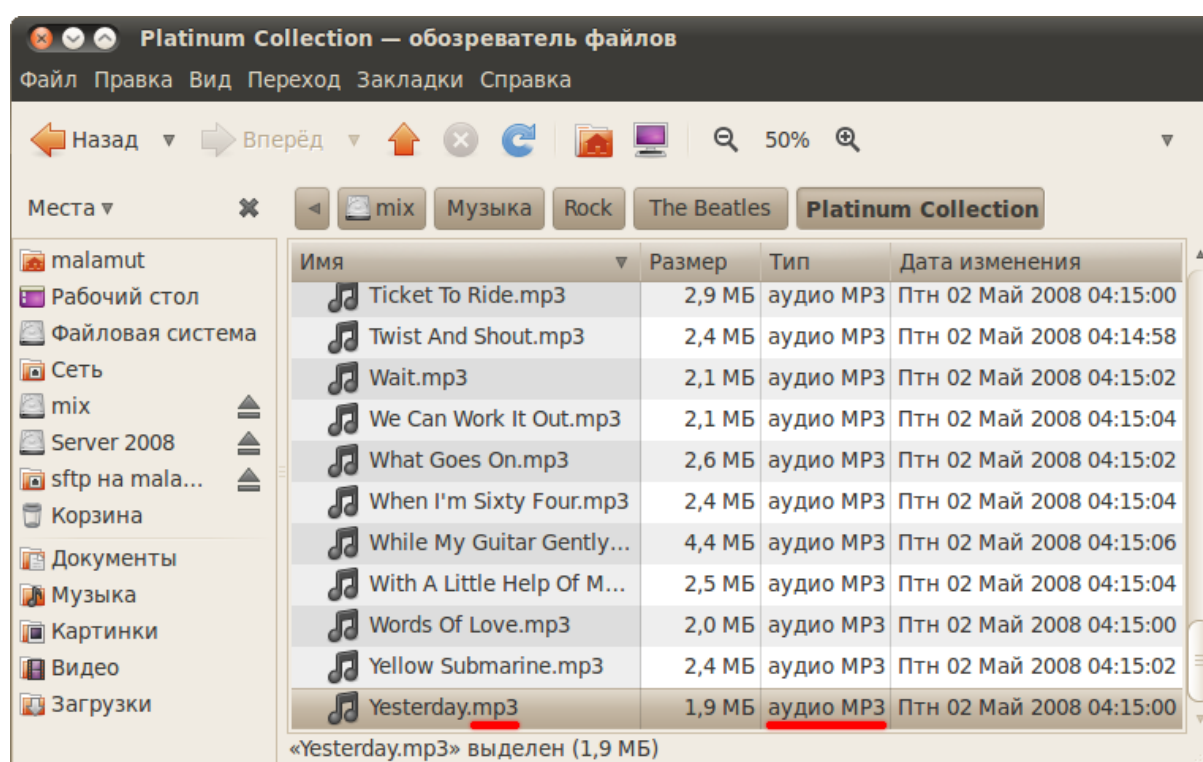 Platinum Collection — обозреватель файлов
Файл Правка Вид Переход Закладки Справка
Назад Вперёд 50%
Места mix Музыка Rock The Beatles Platinum Collection
malamut
Рабочий стол
Файловая система
Сеть
mix
Server 2008
sftp на mala...
Корзина
Документы
Музыка
Картинки
Видео
Загрузки
Имя Размер Тип Дата изменения
Ticket To Ride.mp3 2,9 МБ аудио MP3 Птн 02 Май 2008 04:15:00
Twist And Shout.mp3 2,4 МБ аудио MP3 Птн 02 Май 2008 04:14:58
Wait.mp3 2,1 МБ аудио MP3 Птн 02 Май 2008 04:15:02
We Can Work It Out.mp3 2,1 МБ аудио MP3 Птн 02 Май 2008 04:15:04
What Goes On.mp3 2,6 МБ аудио MP3 Птн 02 Май 2008 04:15:02
When I'm Sixty Four.mp3 2,4 МБ аудио MP3 Птн 02 Май 2008 04:15:04
While My Guitar Gently... 4,4 МБ аудио MP3 Птн 02 Май 2008 04:15:06
With A Little Help Of M... 2,5 МБ аудио MP3 Птн 02 Май 2008 04:15:04
Words Of Love.mp3 2,0 МБ аудио MP3 Птн 02 Май 2008 04:15:00
Yellow Submarine.mp3 2,4 МБ аудио MP3 Птн 02 Май 2008 04:15:02
Yesterday.mp3 1,9 МБ аудио MP3 Птн 02 Май 2008 04:15:00
«Yesterday.mp3» выделен (1,9 МБ)